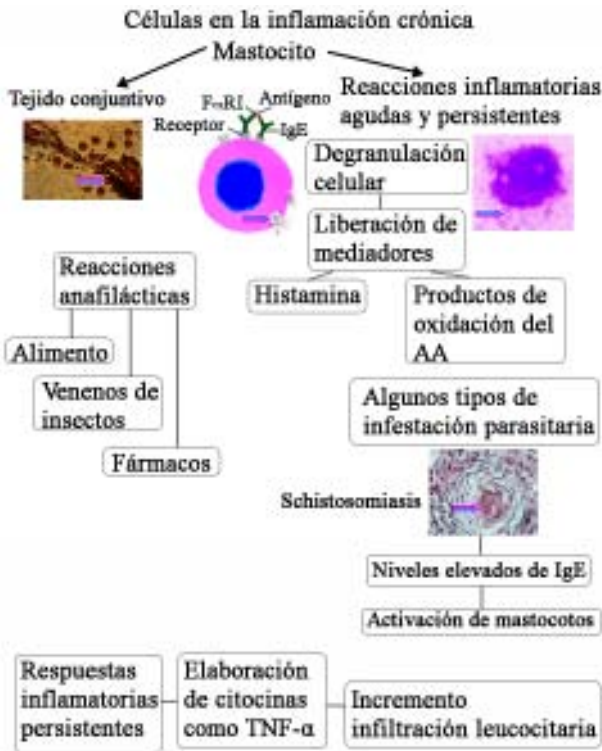 Células en la inflamación crónica
Mastocito
Tejido conjuntivo
Antígeno
Receptor
IgE
Reacciones inflamatorias
agudas y persistentes
Degranulación
celular
Liberación de
mediadores
Histamina
Productos de
oxidación del
AA
Reacciones
anafilácticas
Alimento
Venenos de
insectos
Fármacos
Algunos tipos de
infestación parasitaria
Schistosomiasis
Niveles elevados de IgE
Activación de mastocotos
Respuestas
inflamatorias
persistentes
Elaboración
de citocinas
como TNF-α
Incremento
infiltración leucocitaria